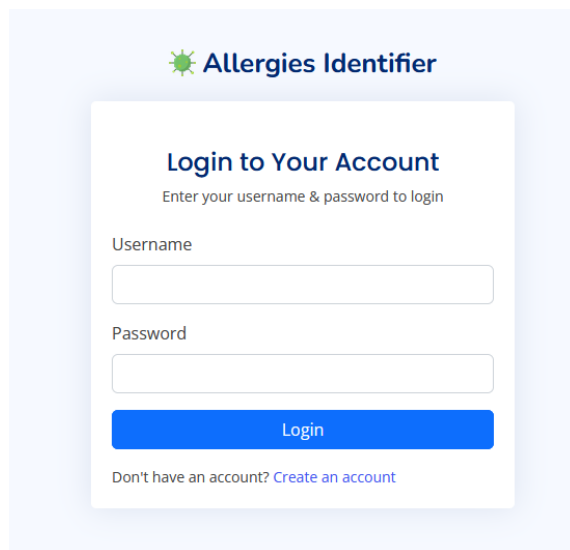 Allergies Identifier
Login to Your Account
Enter your username & password to login
Username
Password
Login
Don't have an account? Create an account